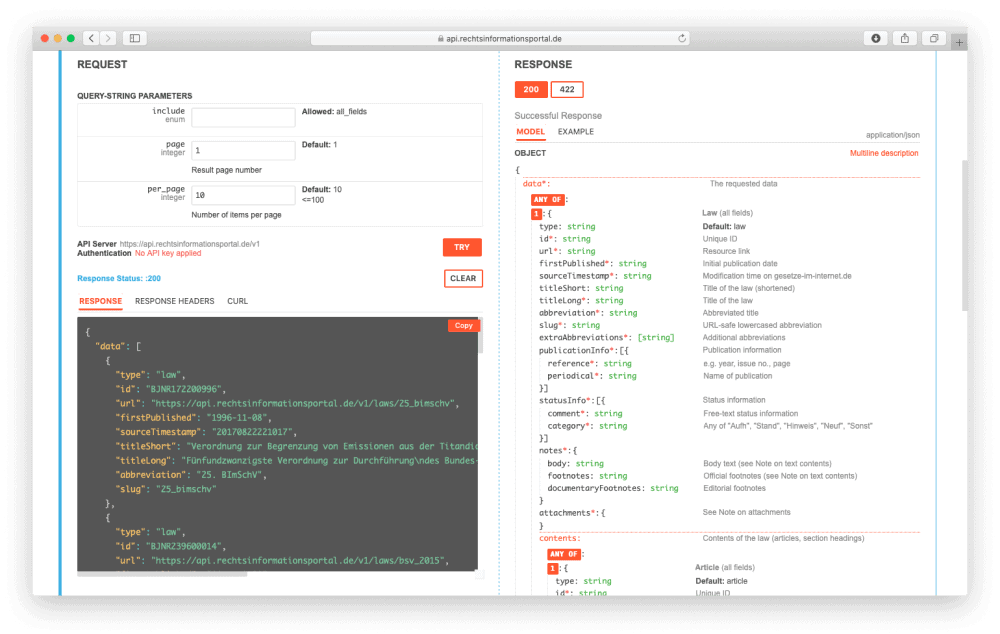 api.rechtsinformationsportal.de
REQUEST
QUERY-STRING PARAMETERS
include
enum
Allowed: all_fields
page
integer
1
Default: 1
Result page number
per_page
integer
10
Default: 10
<=100
Number of items per page
API Server https://api.rechtsinformationsportal.de/v1
Authentication No API key applied
TRY
Response Status: :200
CLEAR
RESPONSE RESPONSE HEADERS CURL
Copy
{
"data": [
{
"type": "law",
"id": "BJNR172200996",
"url": "https://api.rechtsinformationsportal.de/v1/laws/25_bimschv",
"firstPublished": "1996-11-08",
"sourceTimestamp": "20170822221017",
"titleShort": "Verordnung zur Begrenzung von Emissionen aus der Titandio
"titleLong": "Fünfundzwanzigste Verordnung zur Durchführung\ndes Bundes-
"abbreviation": "25. BImSchV",
"slug": "25_bimschv"
},
{
"type": "law",
"id": "BJNR239600014",
"url": "https://api.rechtsinformationsportal.de/v1/laws/bsv_2015",
RESPONSE
200 422
Successful Response
MODEL EXAMPLE
application/json
OBJECT
Multiline description
{
data*: The requested data
ANY OF :
1 :{ Law (all fields)
type: string Default: law
id*: string Unique ID
url*: string Resource link
firstPublished*: string Initial publication date
sourceTimestamp*: string Modification time on gesetze-im-internet.de
titleShort: string Title of the law (shortened)
titleLong*: string Title of the law
abbreviation*: string Abbreviated title
slug*: string URL-safe lowercased abbreviation
extraAbbreviations*: [string] Additional abbreviations
publicationInfo*:[{ Publication information
reference*: string e.g. year, issue no., page
periodical*: string Name of publication
}]
statusInfo*:[{ Status information
comment*: string Free-text status information
category*: string Any of "Aufh", "Stand", "Hinweis", "Neuf", "Sonst"
}]
notes*:{
body: string Body text (see Note on text contents)
footnotes: string Official footnotes (see Note on text contents)
documentaryFootnotes: string Editorial footnotes
}
attachments*:{ See Note on attachments
}
contents: Contents of the law (articles, section headings)
ANY OF :
1 :{ Article (all fields)
type: string Default: article
id*: string Unique ID